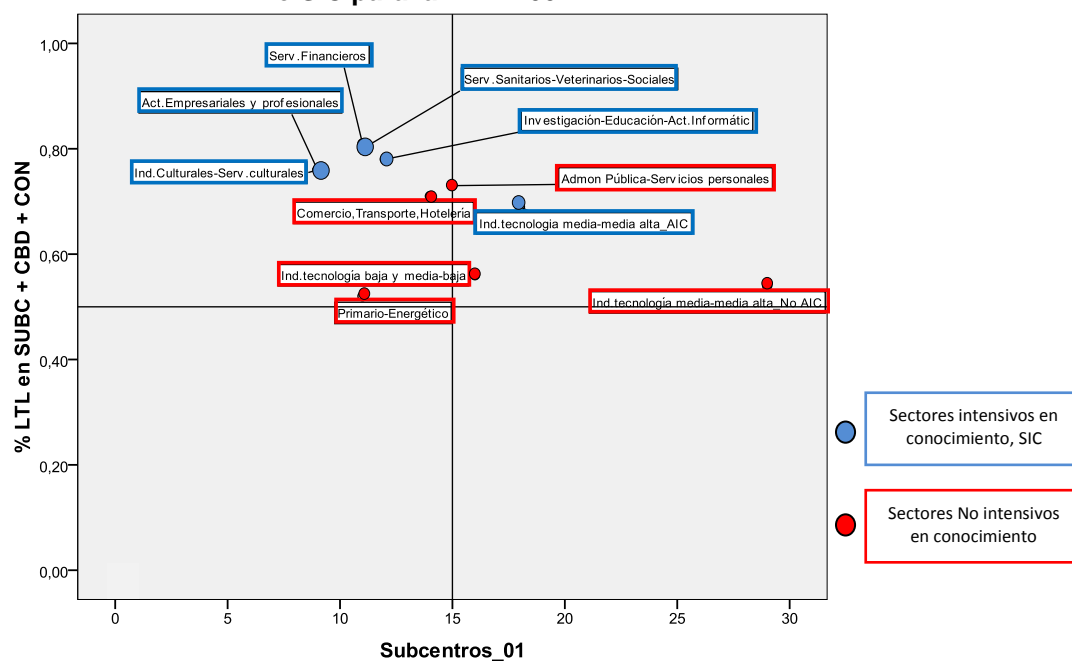 1,00
0,80
0,60
0,40
0,20
0,00
% LTL en SUBC + CBD + CON
Serv.Financieros
Serv.Sanitarios-Veterinarios-Sociales
Act.Empresariales y profesionales
Investigación-Educación-Act.Informátic
Ind.Culturales-Serv.culturales
Admon Pública-Servicios personales
Comercio,Transporte,Hotelería
Ind.tecnologia media-media alta_AIC
Ind.tecnología baja y media-baja
Ind.tecnología media-media alta_No AIC
Primario-Energético
0 5 10 15 20 25 30
Subcentros_01
Sectores intensivos en
conocimiento, SIC
Sectores No intensivos
en conocimiento